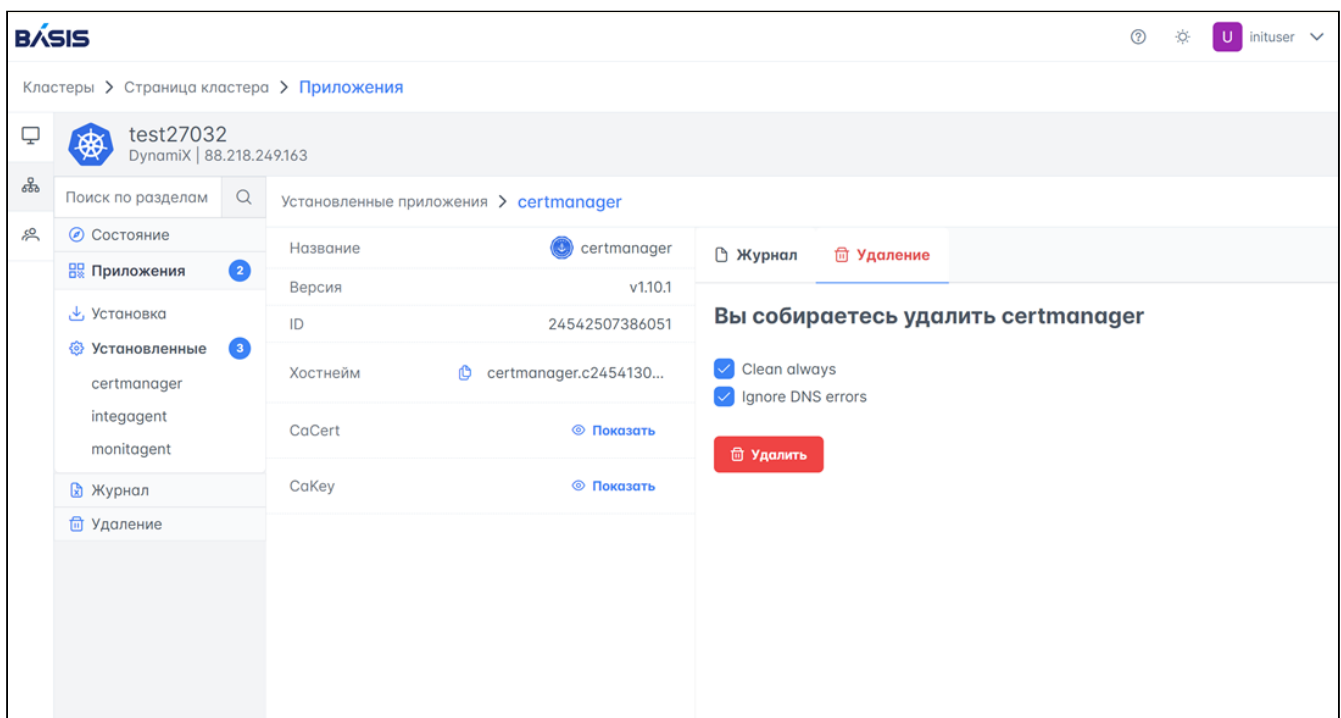 BÁSIS
U inituser
Кластеры > Страница кластера > Приложения
test27032
DynamiX | 88.218.249.163
Поиск по разделам
Состояние
Приложения 2
Установка
Установленные 3
certmanager
integagent
monitagent
Журнал
Удаление
Установленные приложения > certmanager
Название certmanager
Версия v1.10.1
ID 24542507386051
Хостнейм certmanager.c2454130...
CaCert Показать
CaKey Показать
Журнал Удаление
Вы собираетесь удалить certmanager
Clean always
Ignore DNS errors
Удалить